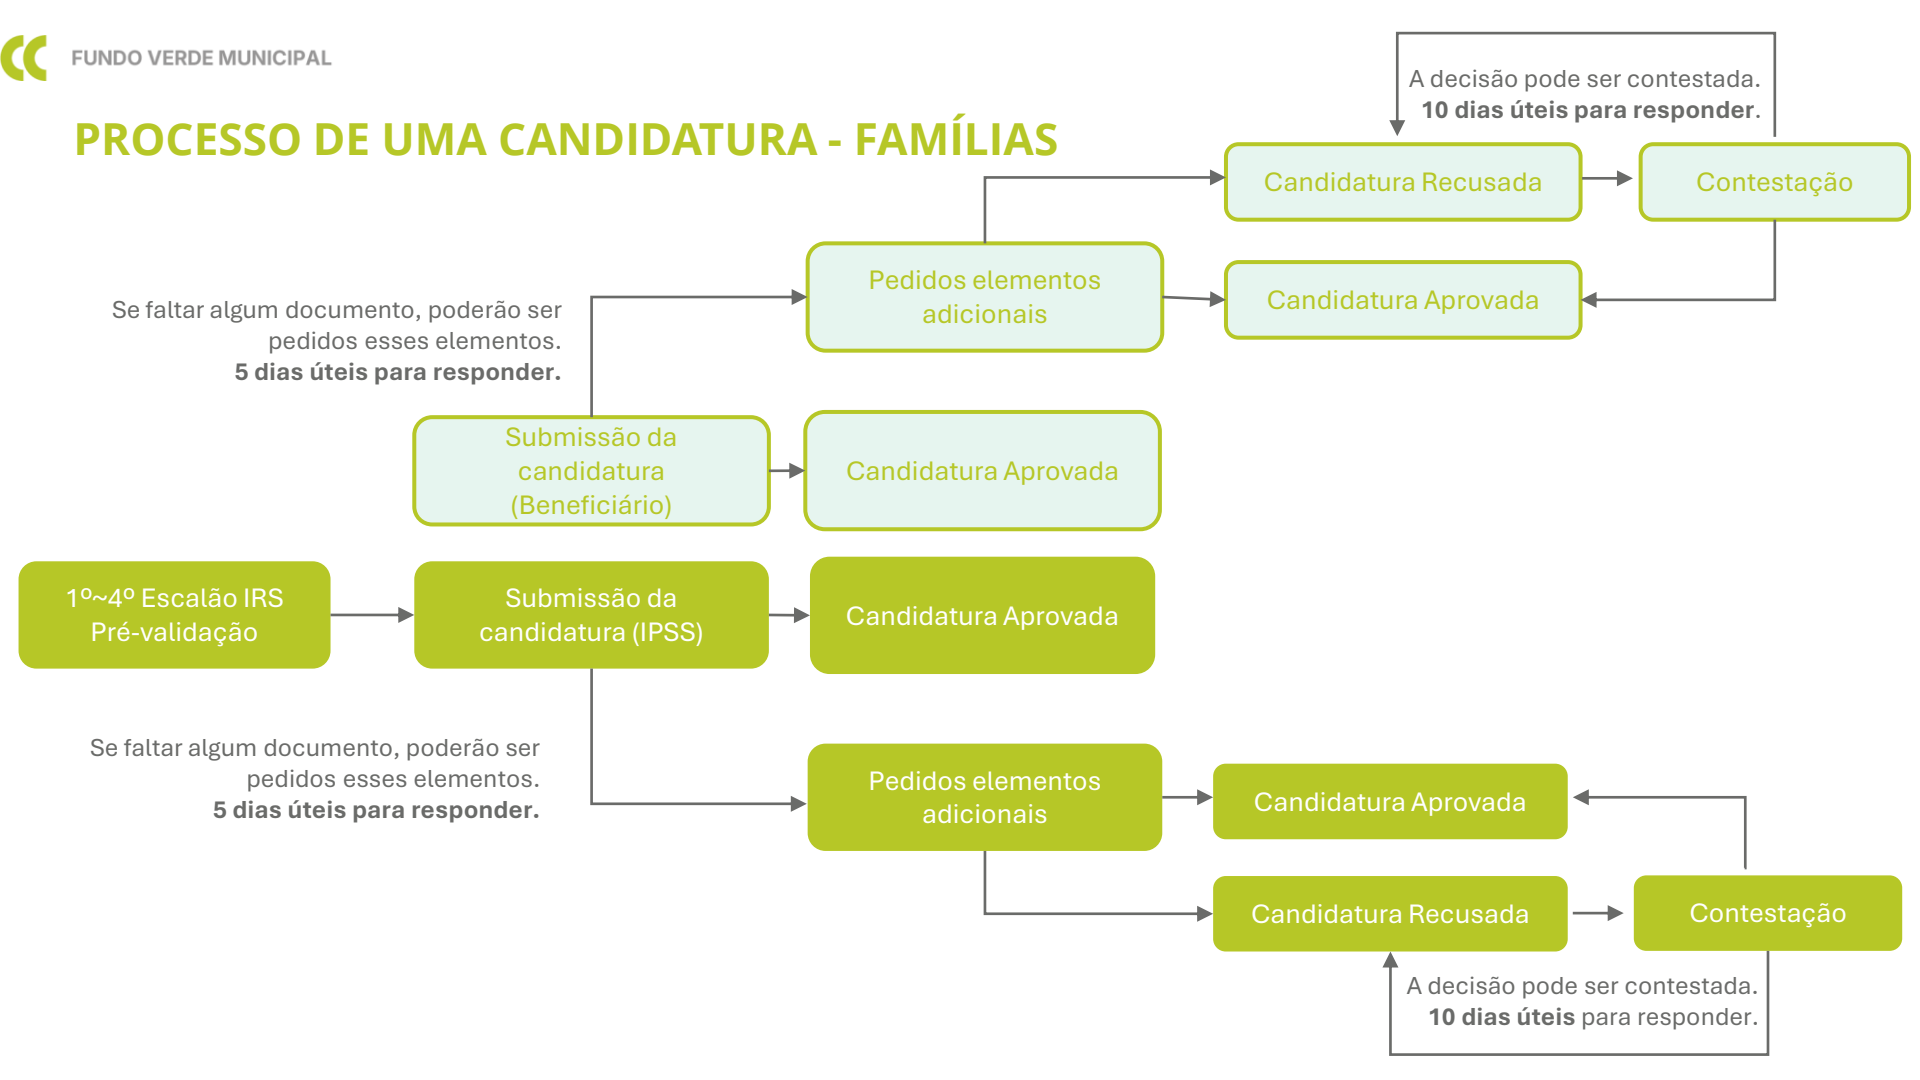 FUNDO VERDE MUNICIPAL
PROCESSO DE UMA CANDIDATURA - FAMÍLIAS
A decisão pode ser contestada.
10 dias úteis para responder.
Candidatura Recusada
Contestação
Pedidos elementos
adicionais
Candidatura Aprovada
Se faltar algum documento, poderão ser
pedidos esses elementos.
5 dias úteis para responder.
Submissão da
candidatura
(Beneficiário)
Candidatura Aprovada
1º~4º Escalão IRS
Pré-validação
Submissão da
candidatura (IPSS)
Candidatura Aprovada
Se faltar algum documento, poderão ser
pedidos esses elementos.
5 dias úteis para responder.
Pedidos elementos
adicionais
Candidatura Aprovada
Candidatura Recusada
Contestação
A decisão pode ser contestada.
10 dias úteis para responder.